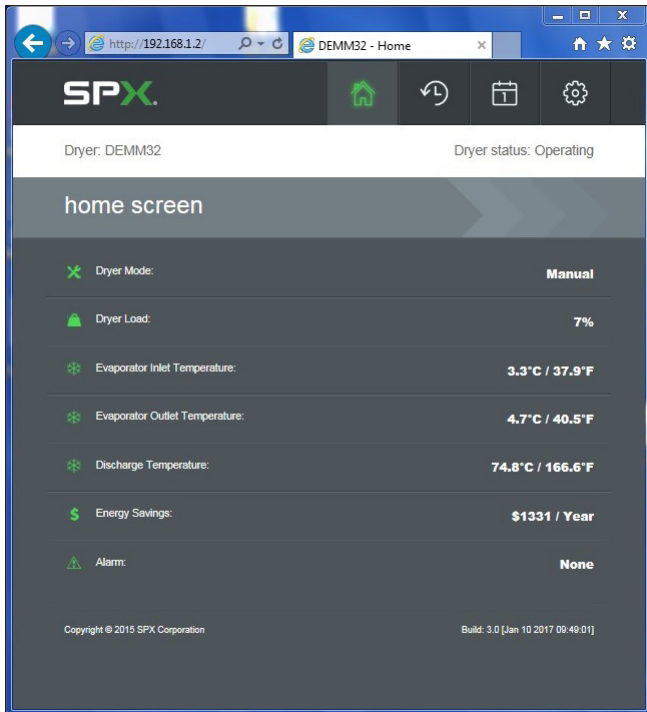 http://192.168.1.2/
DEMM32 - Home
SPX.
1
Dryer: DEMM32
Dryer status: Operating
home screen
Dryer Mode:
Manual
Dryer Load:
7%
Evaporator Inlet Temperature:
3.3°C / 37.9°F
Evaporator Outlet Temperature:
4.7°C / 40.5°F
Discharge Temperature:
74.8°C / 166.6°F
$ Energy Savings:
$1331 / Year
Alarm:
None
Copyright © 2015 SPX Corporation
Build: 3.0 [Jan 10 2017 09:49:01]